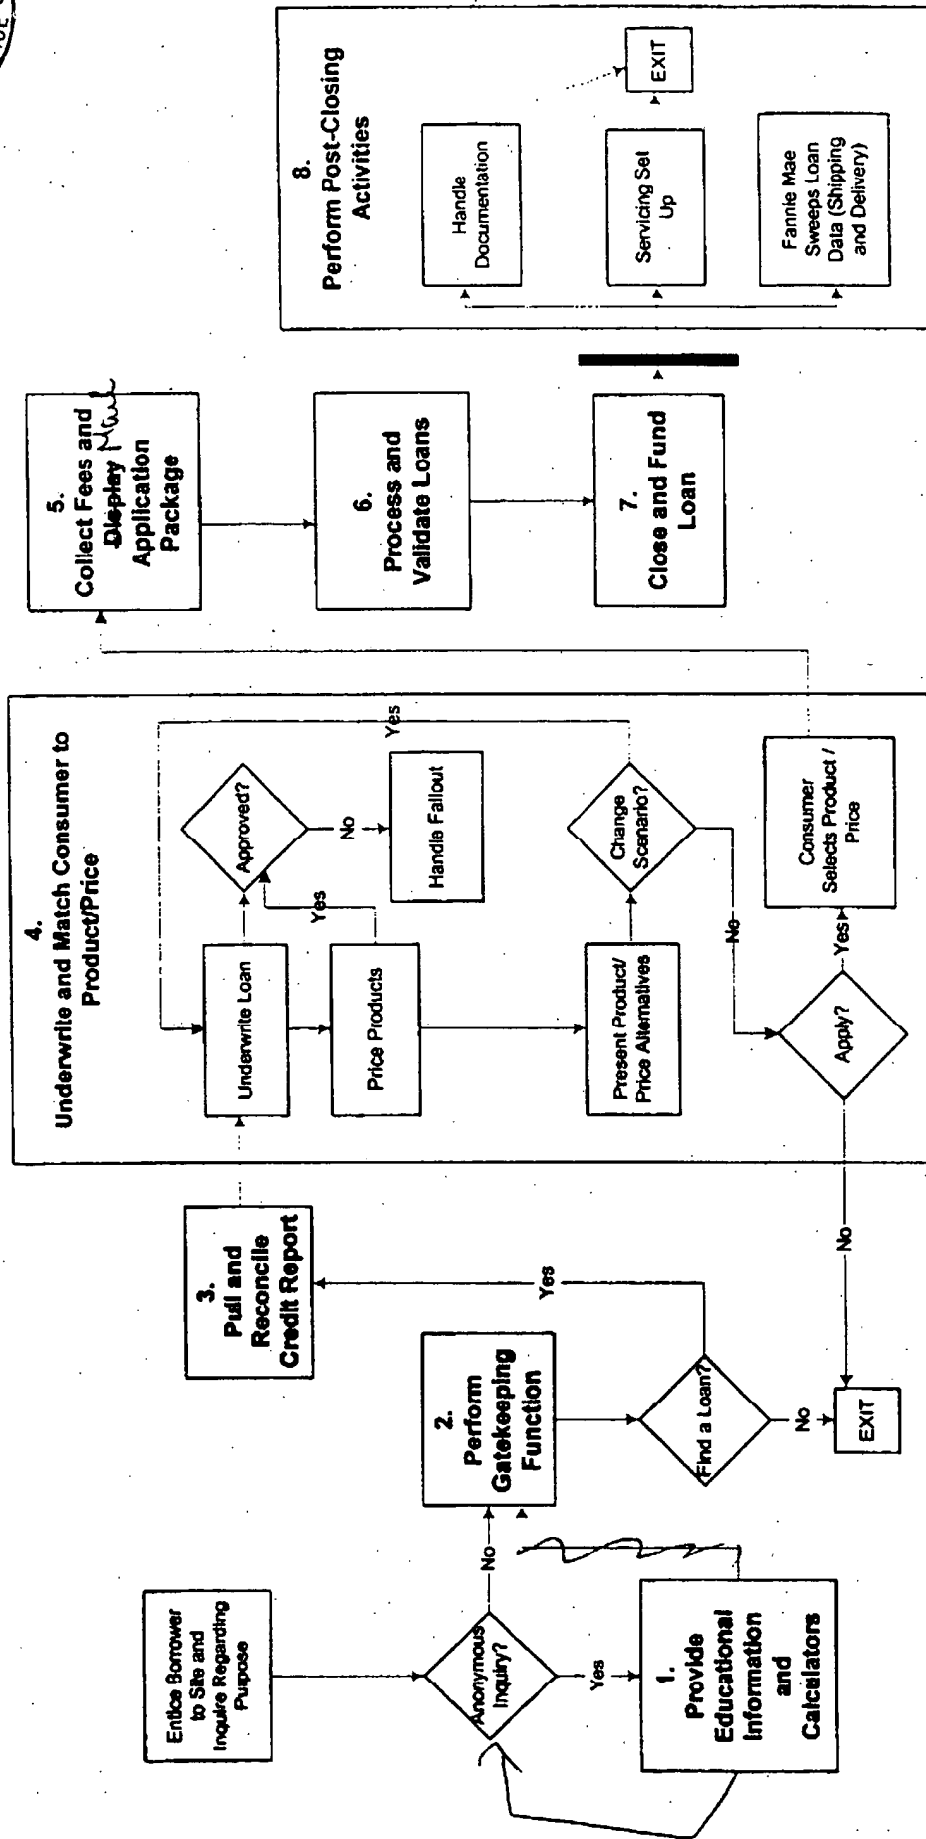 Entice Borrower
to Site and
Inquire Regarding
Purpose
Anonymous
Inquiry?
No
Yes
1.
Provide
Educational
Information
and
Calculators
2.
Perform
Gatekeeping
Function
Find a Loan?
Yes
No
EXIT
3.
Pull and
Reconcile
Credit Report
4.
Underwrite and Match Consumer to
Product/Price
Underwrite Loan
Approved?
Yes
No
Handle Fallout
Price Products
Present Product/
Price Alternatives
Change
Scenario?
Yes
No
Apply?
No
Yes
Consumer
Selects Product /
Price
5.
Collect Fees and
Display Mail
Application
Package
6.
Process and
Validate Loans
7.
Close and Fund
Loan
8.
Perform Post-Closing
Activities
Handle
Documentation
Servicing Set
Up
EXIT
Fannie Mae
Sweeps Loan
Data (Shipping
and Delivery)